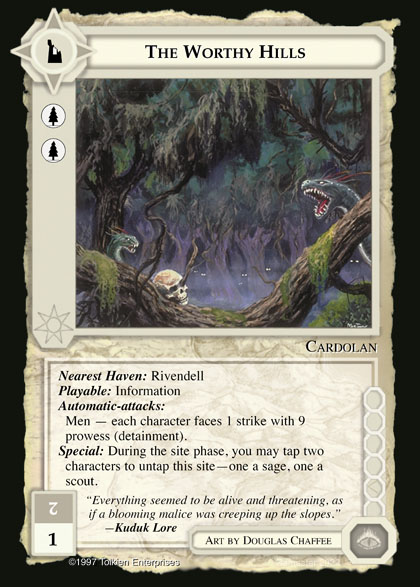 THE WORTHY HILLS
CARDOLAN
Nearest Haven: Rivendell
Playable: Information
Automatic-attacks:
Men — each character faces 1 strike with 9
prowess (detainment).
Special: During the site phase, you may tap two
characters to untap this site—one a sage, one a
scout.
“Everything seemed to be alive and threatening, as
if a blooming malice was creeping up the slopes.”
—Kuduk Lore
2
1
ART BY DOUGLAS CHAFFEE
©1997 Tolkien Enterprises